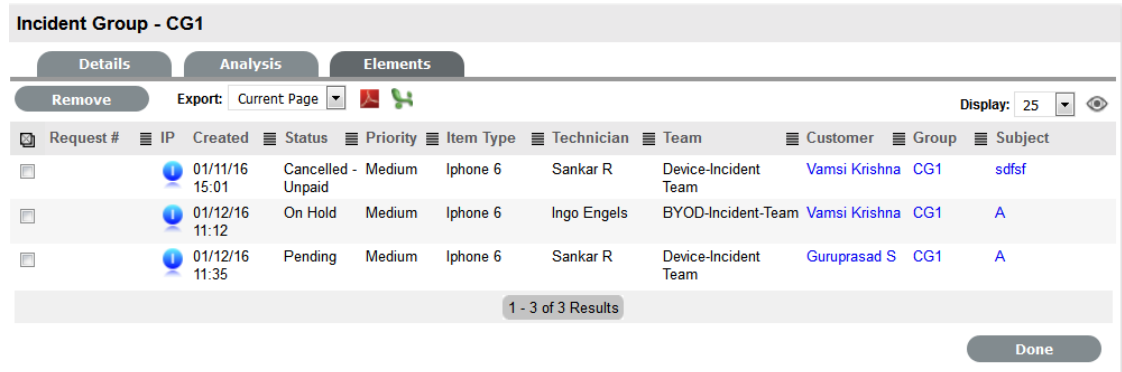 Incident Group - CG1
Details Analysis Elements
Remove Export: Current Page Display: 25
Request # IP Created Status Priority Item Type Technician Team Customer Group Subject
01/11/16 Cancelled - Medium Iphone 6 Sankar R Device-Incident Vamsi Krishna CG1 sdfsf
15:01 Unpaid Team
01/12/16 On Hold Medium Iphone 6 Ingo Engels BYOD-Incident-Team Vamsi Krishna CG1 A
11:12
01/12/16 Pending Medium Iphone 6 Sankar R Device-Incident Guruprasad S CG1 A
11:35 Team
1 - 3 of 3 Results
Done